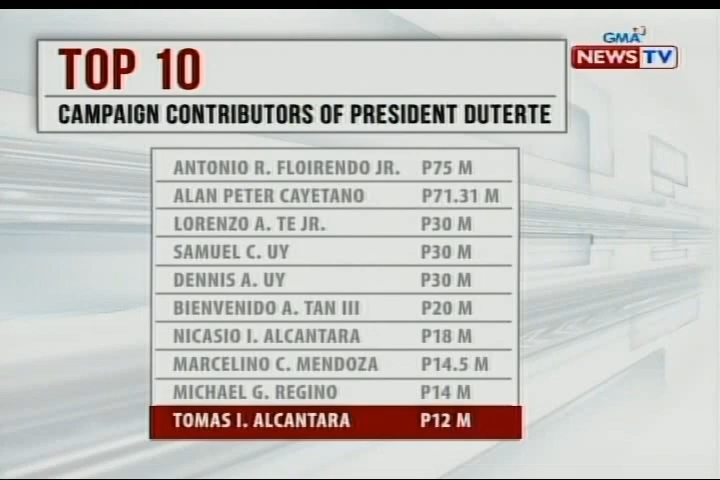 GMA
NEWS TV
TOP 10
CAMPAIGN CONTRIBUTORS OF PRESIDENT DUTERTE
ANTONIO R. FLOIRENDO JR. P75 M
ALAN PETER CAYETANO P71.31 M
LORENZO A. TE JR. P30 M
SAMUEL C. UY P30 M
DENNIS A. UY P30 M
BIENVENIDO A. TAN III P20 M
NICASIO I. ALCANTARA P18 M
MARCELINO C. MENDOZA P14.5 M
MICHAEL G. REGINO P14 M
TOMAS I. ALCANTARA P12 M